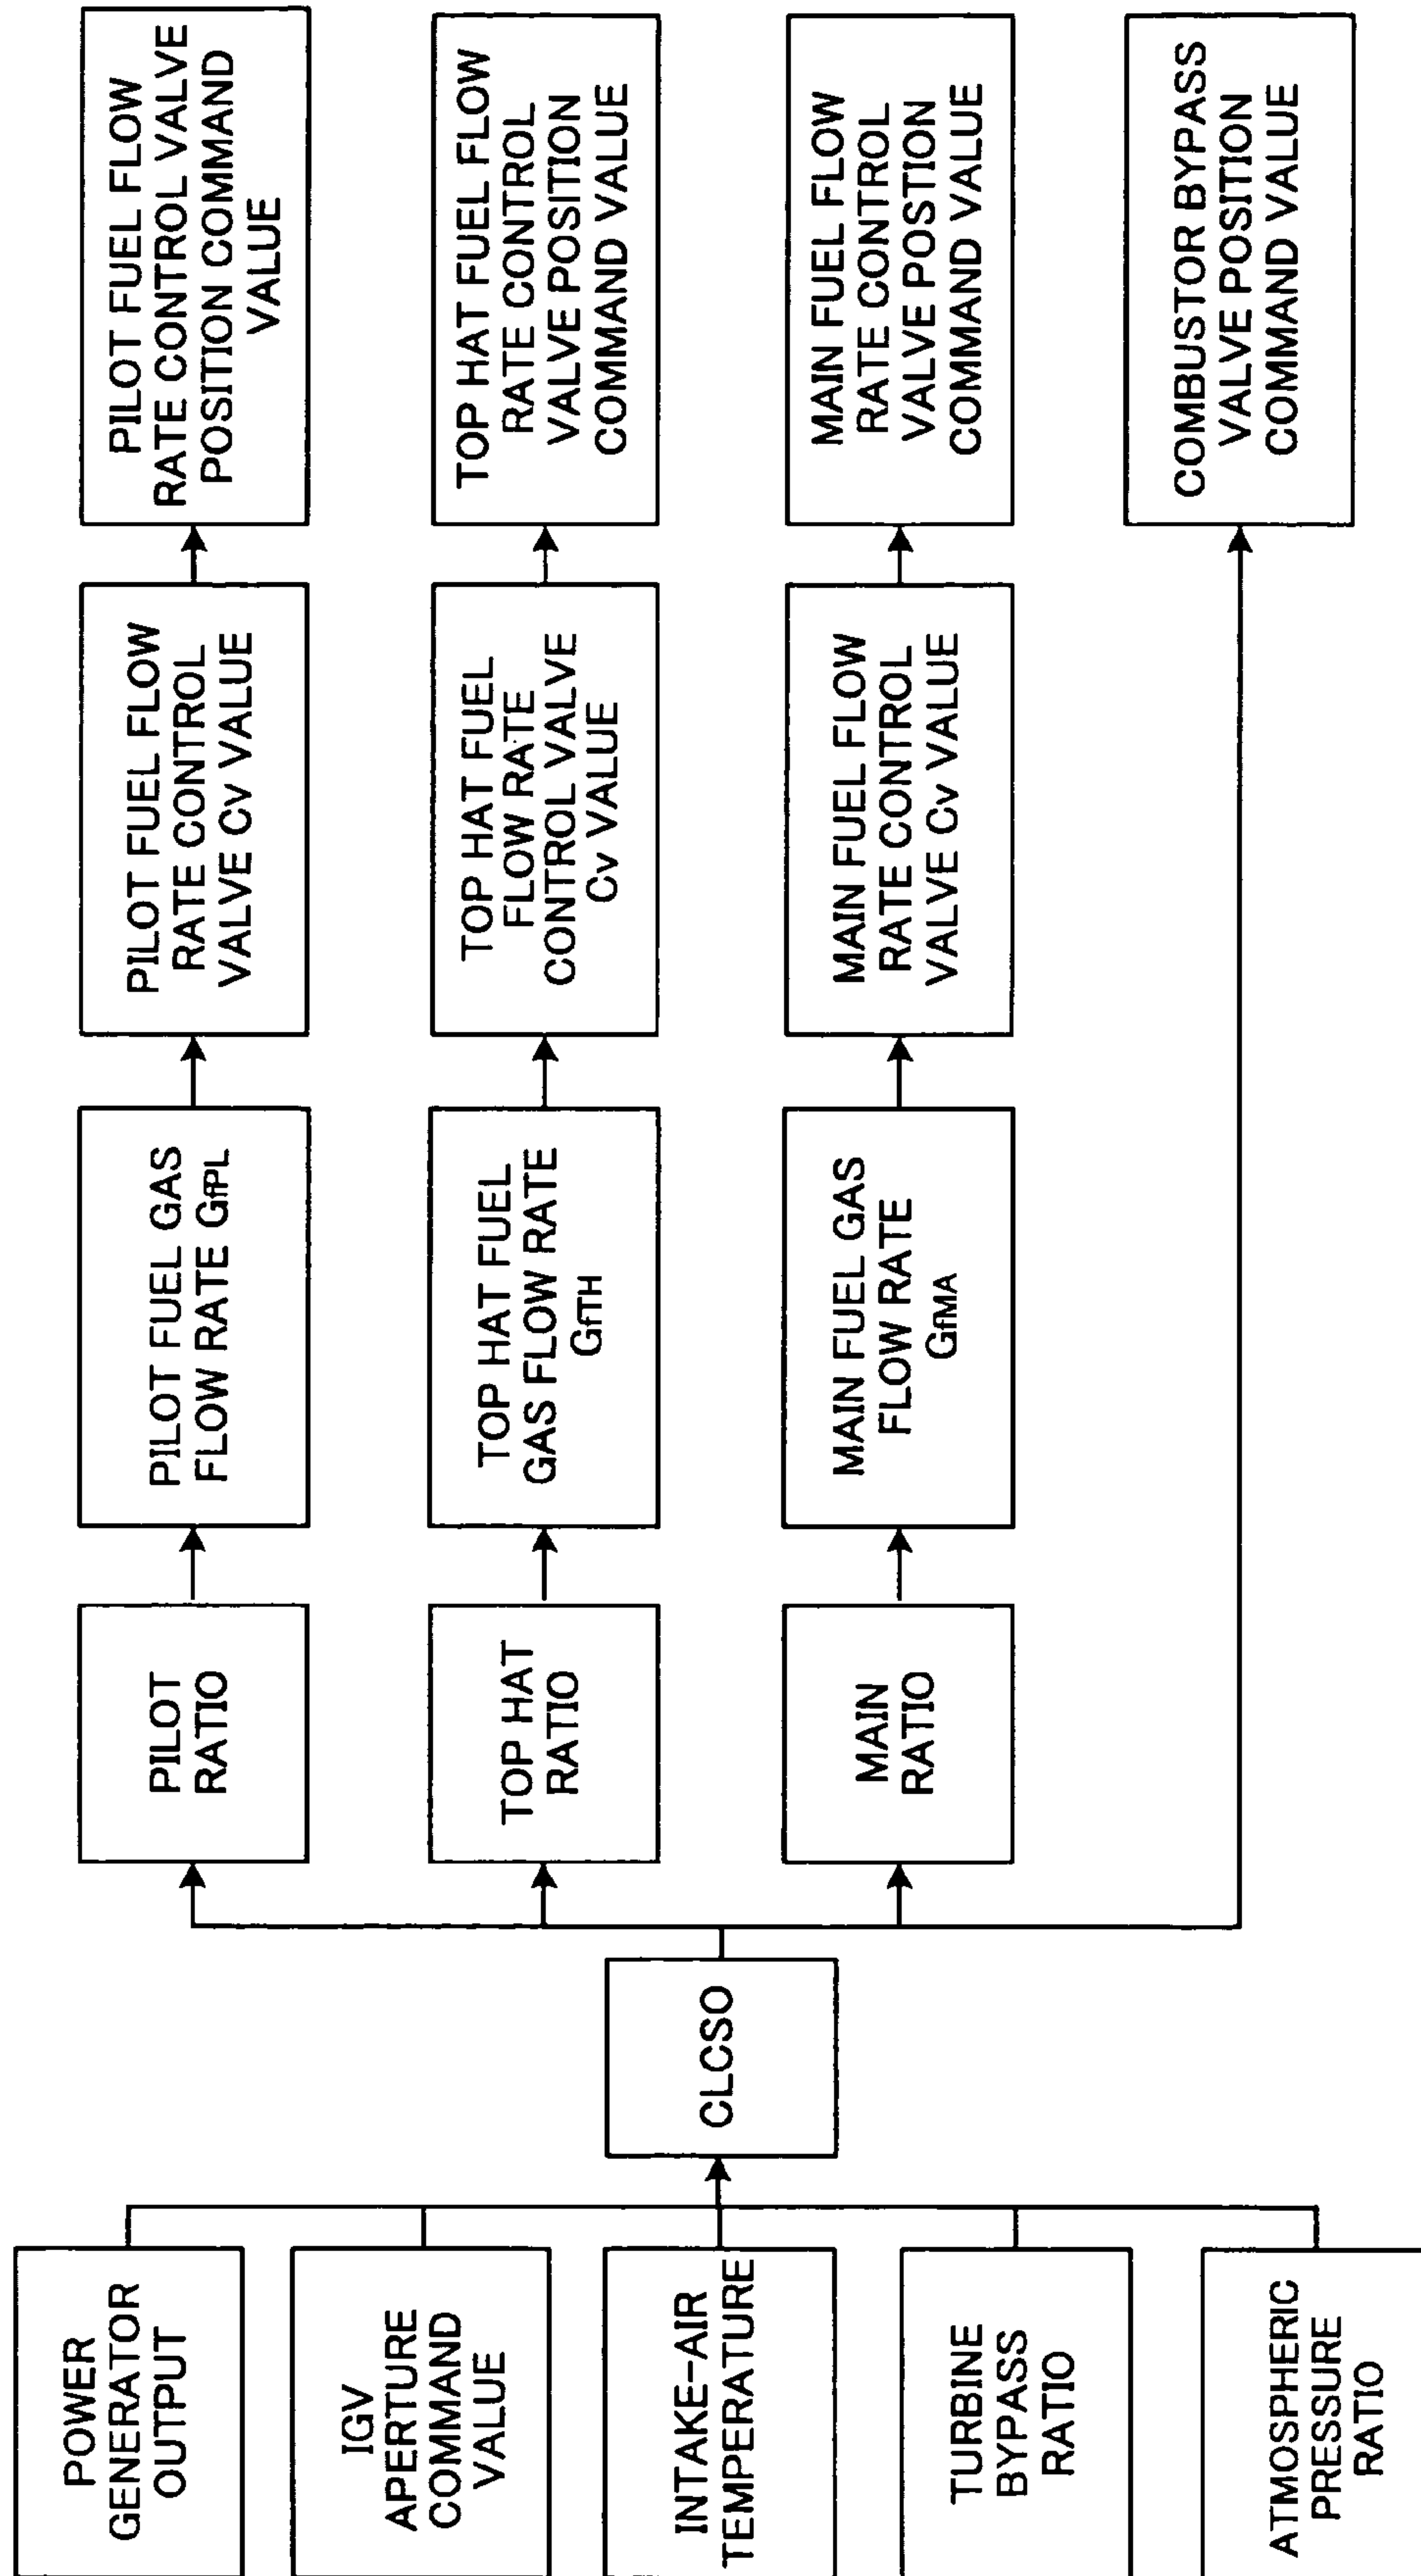 POWER
GENERATOR
OUTPUT
IGV
APERTURE
COMMAND
VALUE
INTAKE-AIR
TEMPERATURE
TURBINE
BYPASS
RATIO
ATMOSPHERIC
PRESSURE
RATIO
CLCSO
PILOT
RATIO
PILOT FUEL GAS
FLOW RATE GfPL
PILOT FUEL FLOW
RATE CONTROL
VALVE Cv VALUE
PILOT FUEL FLOW
RATE CONTROL VALVE
POSITION COMMAND
VALUE
TOP HAT
RATIO
TOP HAT FUEL
GAS FLOW RATE
GfTH
TOP HAT FUEL
FLOW RATE
CONTROL VALVE
Cv VALUE
TOP HAT FUEL FLOW
RATE CONTROL
VALVE POSITION
COMMAND VALUE
MAIN
RATIO
MAIN FUEL GAS
FLOW RATE
GfMA
MAIN FUEL FLOW
RATE CONTROL
VALVE Cv VALUE
MAIN FUEL FLOW
RATE CONTROL
VALVE POSTION
COMMAND VALUE
COMBUSTOR BYPASS
VALVE POSITION
COMMAND VALUE